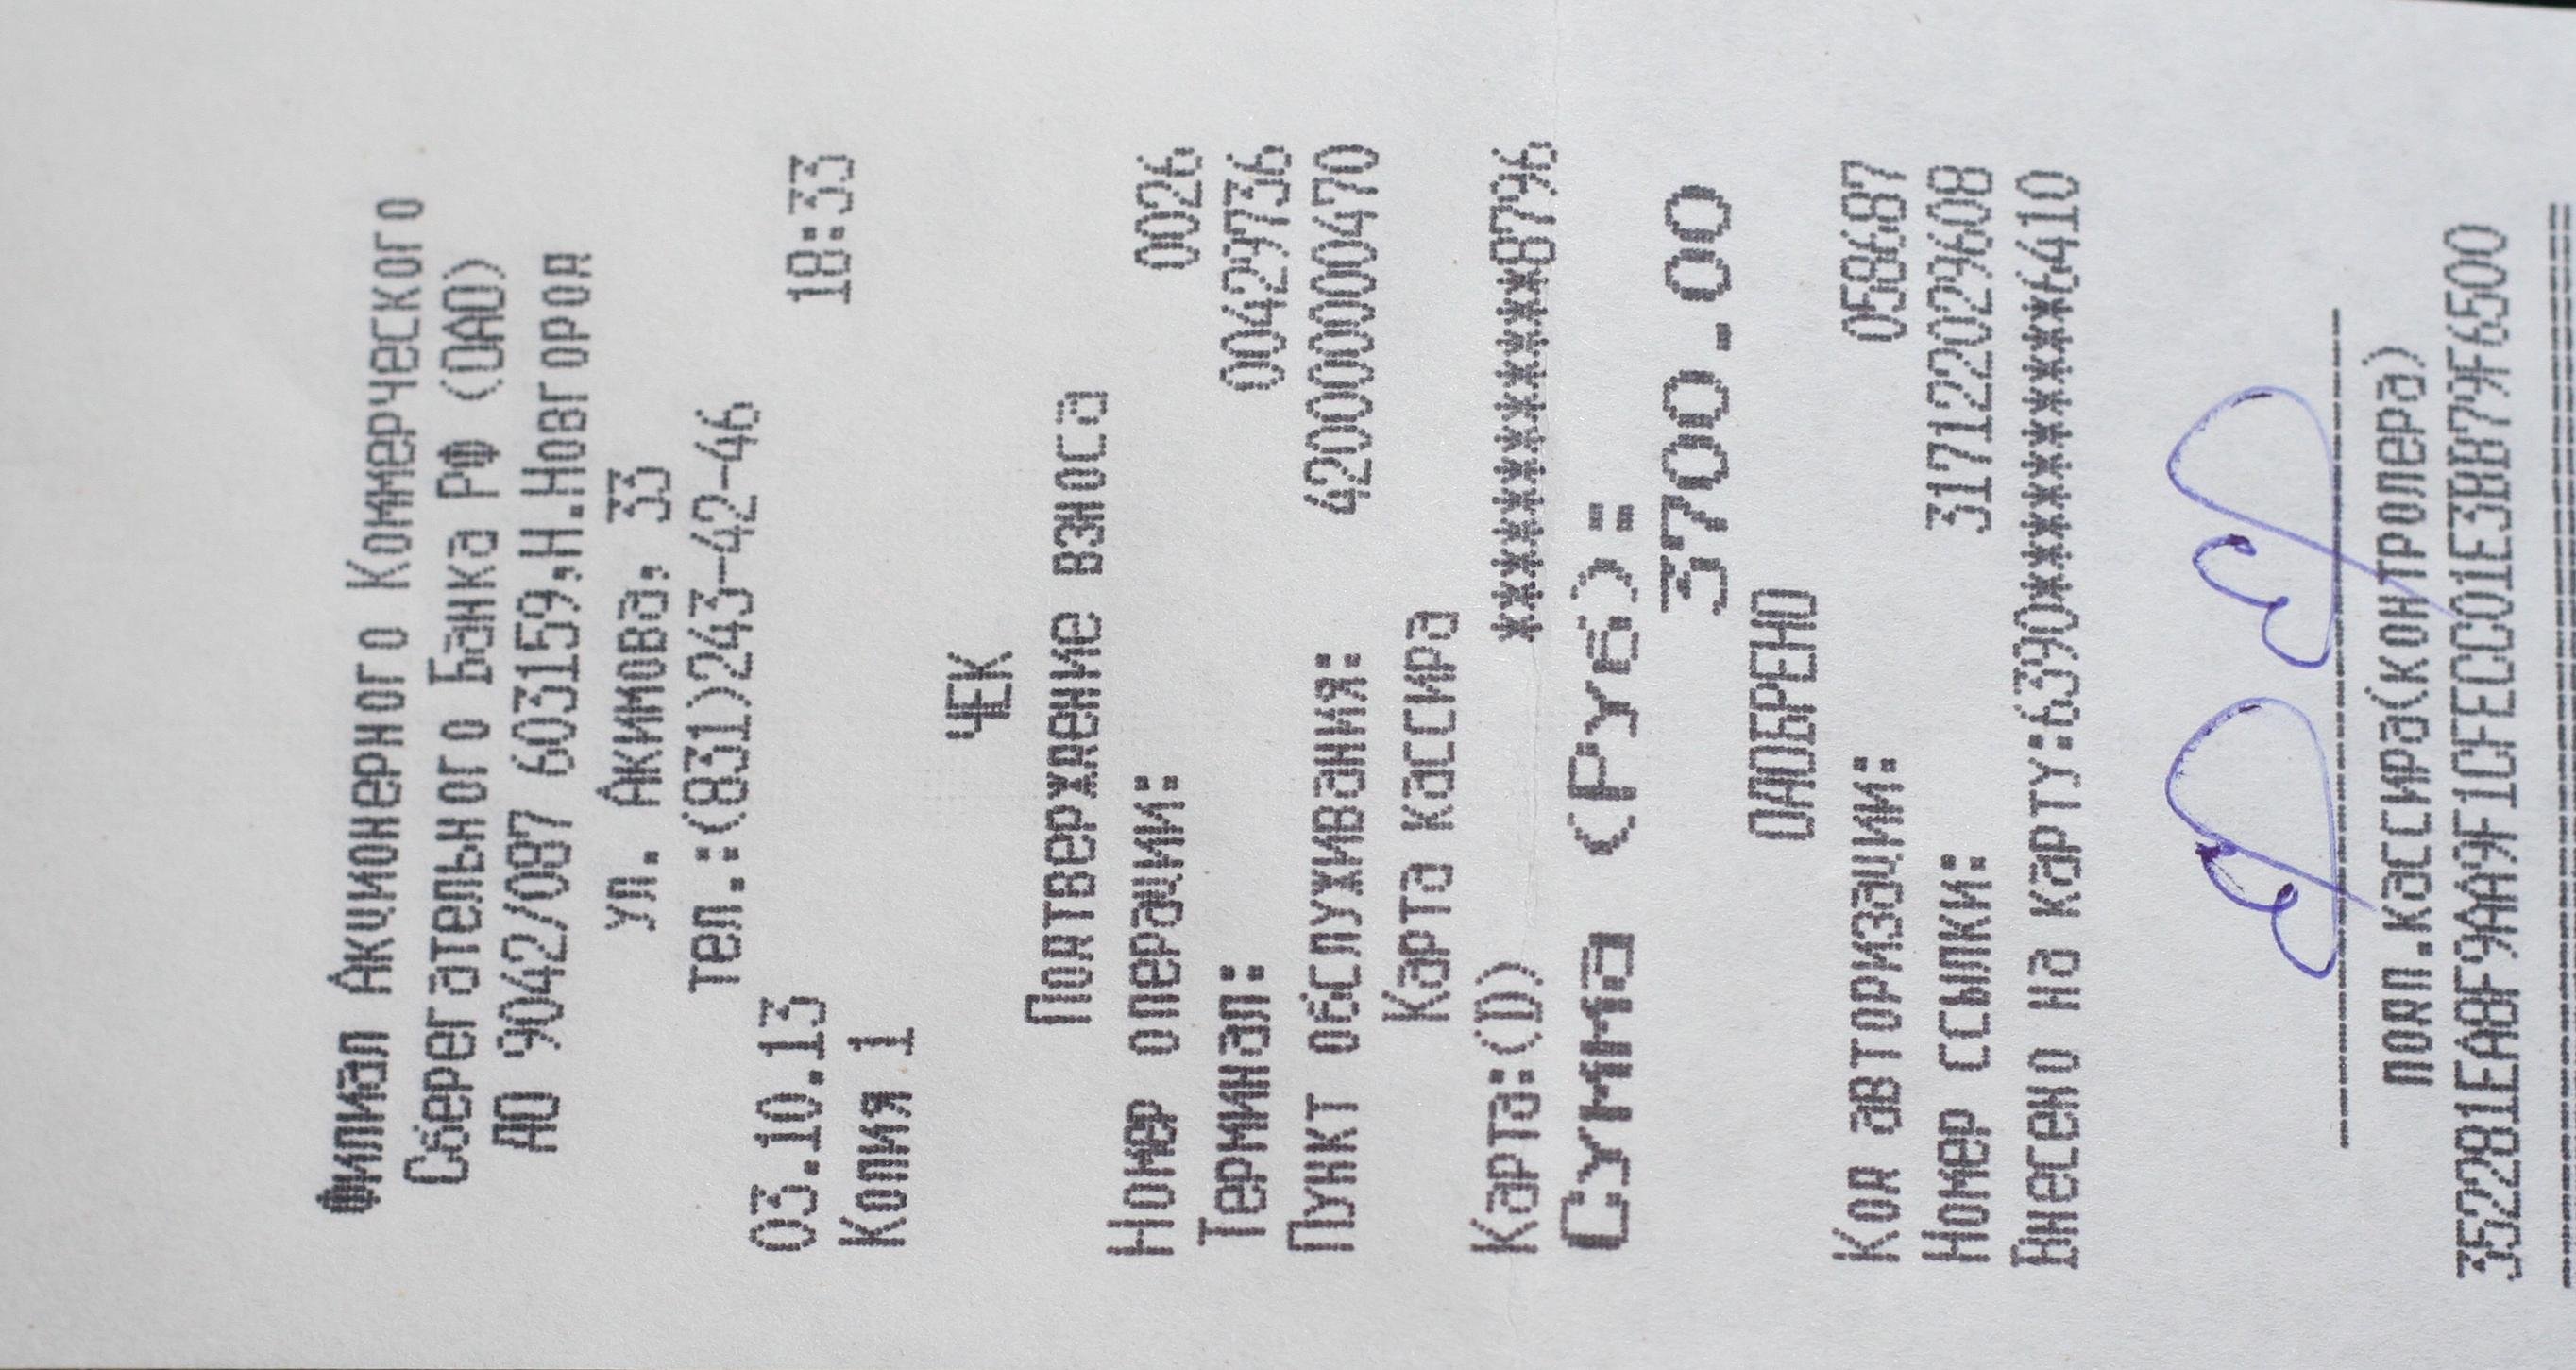 Филиал Акционерного Коммерческого
Сберегательного Банка РФ (ОАО)
АО 9042/087 603159,Н.Новгород
ул. Акимова, 33
тел.:(831)243-42-46
03.10.13 18:33
Копия 1
ЧЕК
Подтверждение взноса
Номер операции: 0026
Терминал: 00429736
Пункт обслуживания: 420000000470
Карта кассира
Карта:(D) ************8796
Сумма (Руб):
3700.00
ОДОБРЕНО
Код авторизации: 058687
Номер ссылки: 317122029608
Внесено на карту:6390**********6410
подп.кассира(контролера)
352281EA8F9AA9F1CFECC01E3BB79F6500